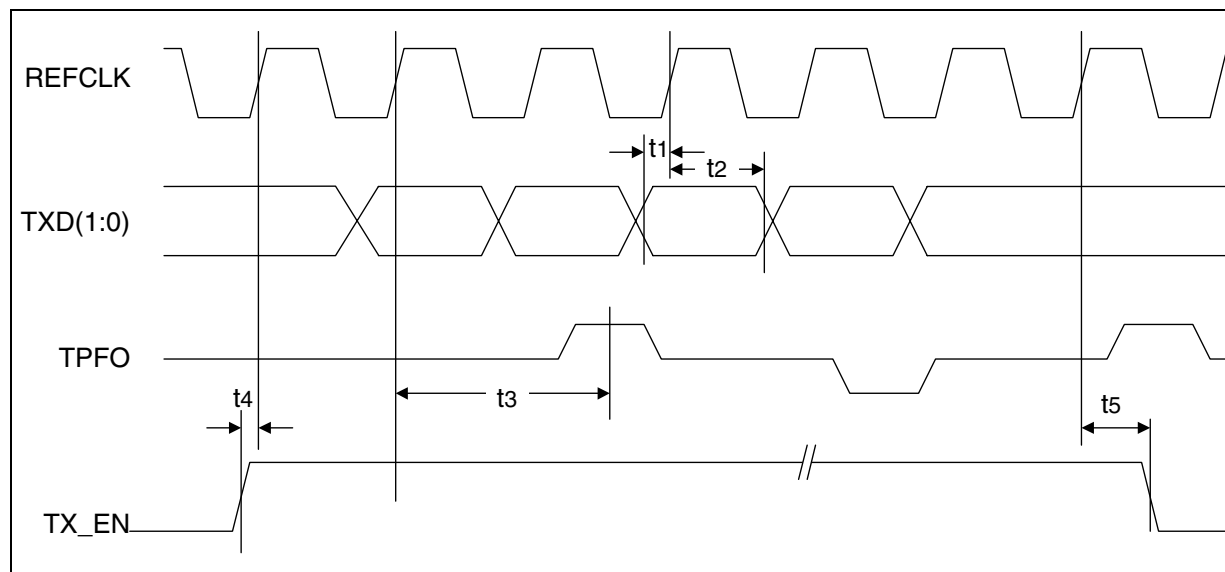 REFCLK
t1
t2
TXD(1:0)
TPFO
t3
t4
t5
TX_EN